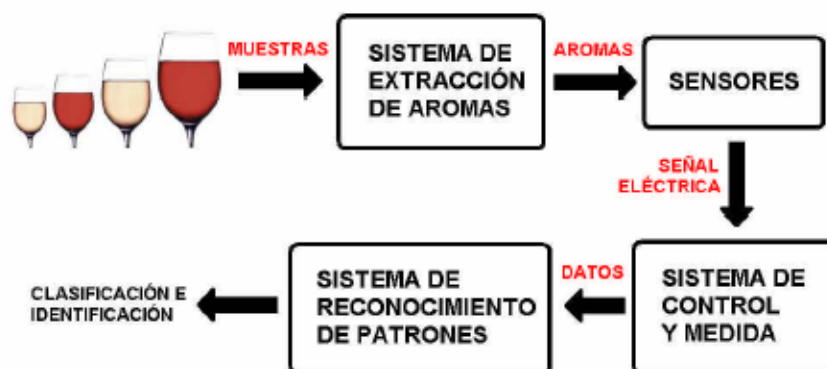 MUESTRAS
SISTEMA DE
EXTRACCIÓN
DE AROMAS
AROMAS
SENSORES
SEÑAL
ELÉCTRICA
SISTEMA DE
CONTROL
Y MEDIDA
DATOS
SISTEMA DE
RECONOCIMIENTO
DE PATRONES
CLASIFICACIÓN E
IDENTIFICACIÓN